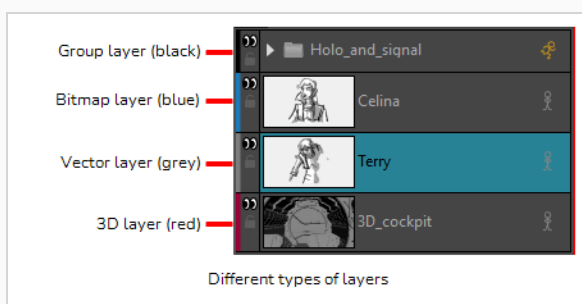 Group layer (black)
Holo_and_signal
Bitmap layer (blue)
Celina
Vector layer (grey)
Terry
3D layer (red)
3D_cockpit
Different types of layers